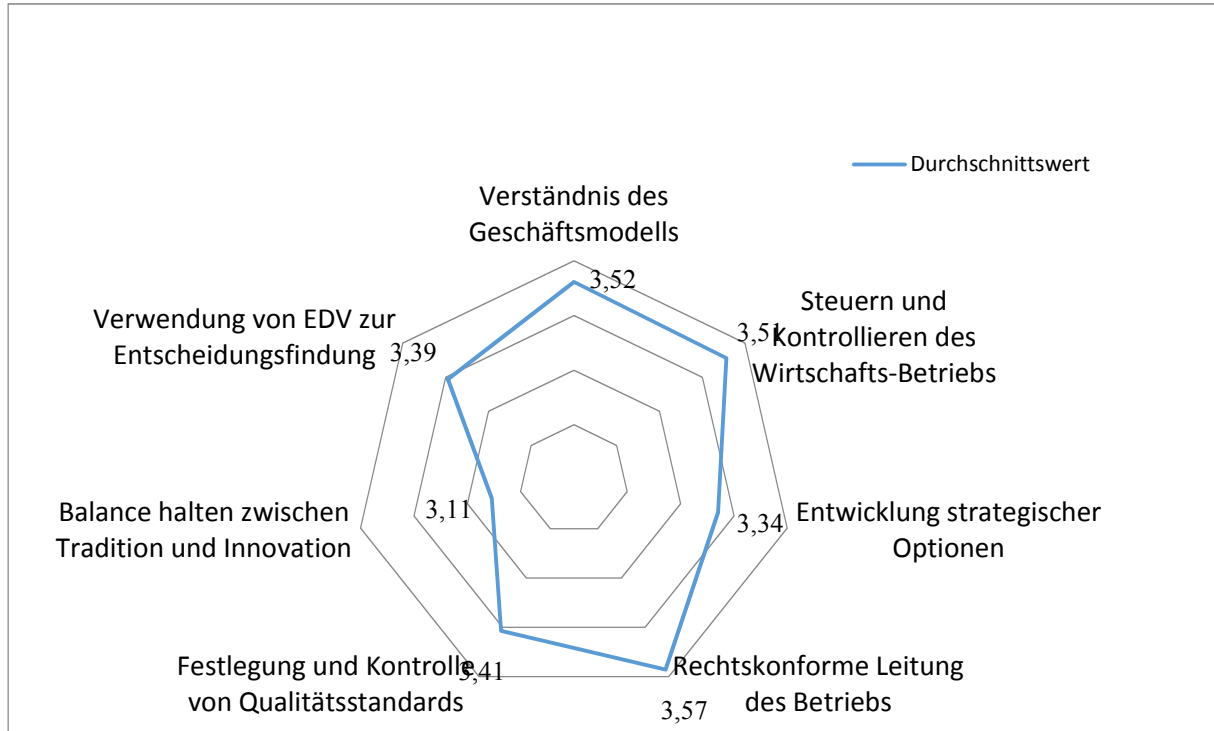 Durchschnittswert
Verständnis des
Geschäftsmodells
3,52
Steuern und
Kontrollieren des
Wirtschafts-Betriebs
3,51
Entwicklung strategischer
Optionen
3,34
Rechtskonforme Leitung
des Betriebs
3,57
Festlegung und Kontrolle
von Qualitätsstandards
3,41
Balance halten zwischen
Tradition und Innovation
3,11
Verwendung von EDV zur
Entscheidungsfindung
3,39